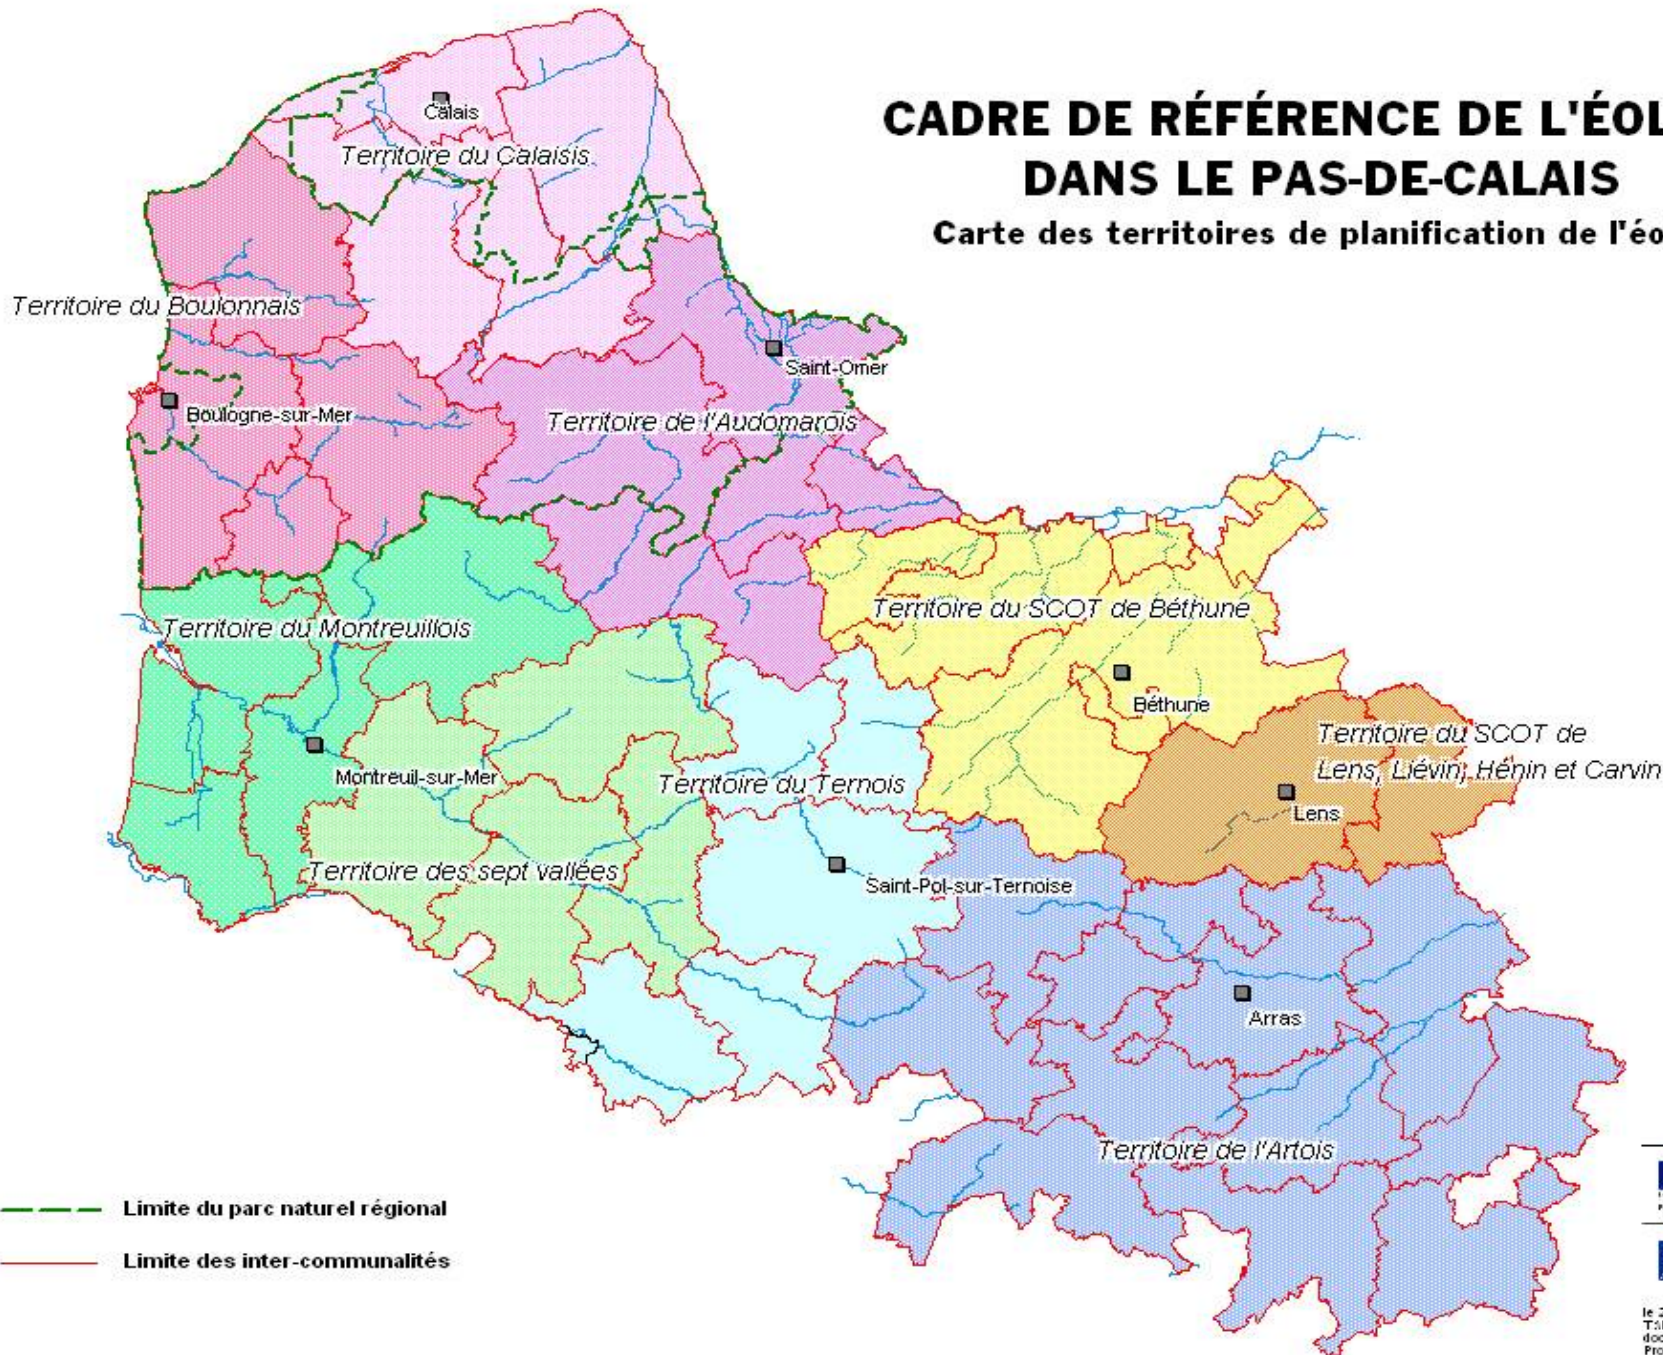 CADRE DE RÉFÉRENCE DE L'ÉOL
DANS LE PAS-DE-CALAIS
Carte des territoires de planification de l'éo
Calais
Territoire du Calaisis
Territoire du Boulonnais
Saint-Omer
Boulogne-sur-Mer
Territoire de l'Audomarois
Territoire du SCOT de Béthune
Territoire du Montreuillois
Béthune
Territoire du SCOT de
Lens, Liévin, Hénin et Carvin
Montreuil-sur-Mer
Territoire du Ternois
Lens
Territoire des sept vallées
Saint-Pol-sur-Ternoise
Arras
Territoire de l'Artois
Limite du parc naturel régional
Limite des inter-communalités